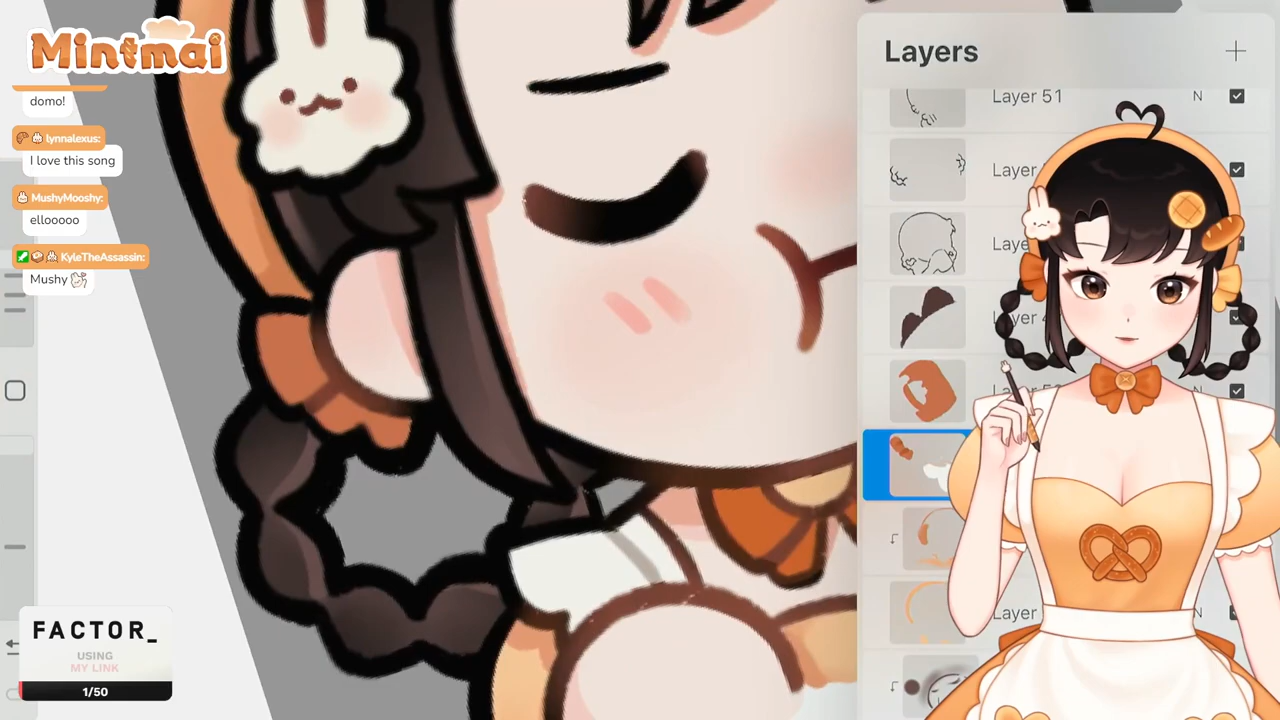 Mintmai
domo!
lynnalexus:
I love this song
MushyMooshy:
ellooooo
KyleTheAssassin:
Mushy
FACTOR_
USING
MY LINK
1/50
Layers
Layer 51
N
Layer
N
Layer
N